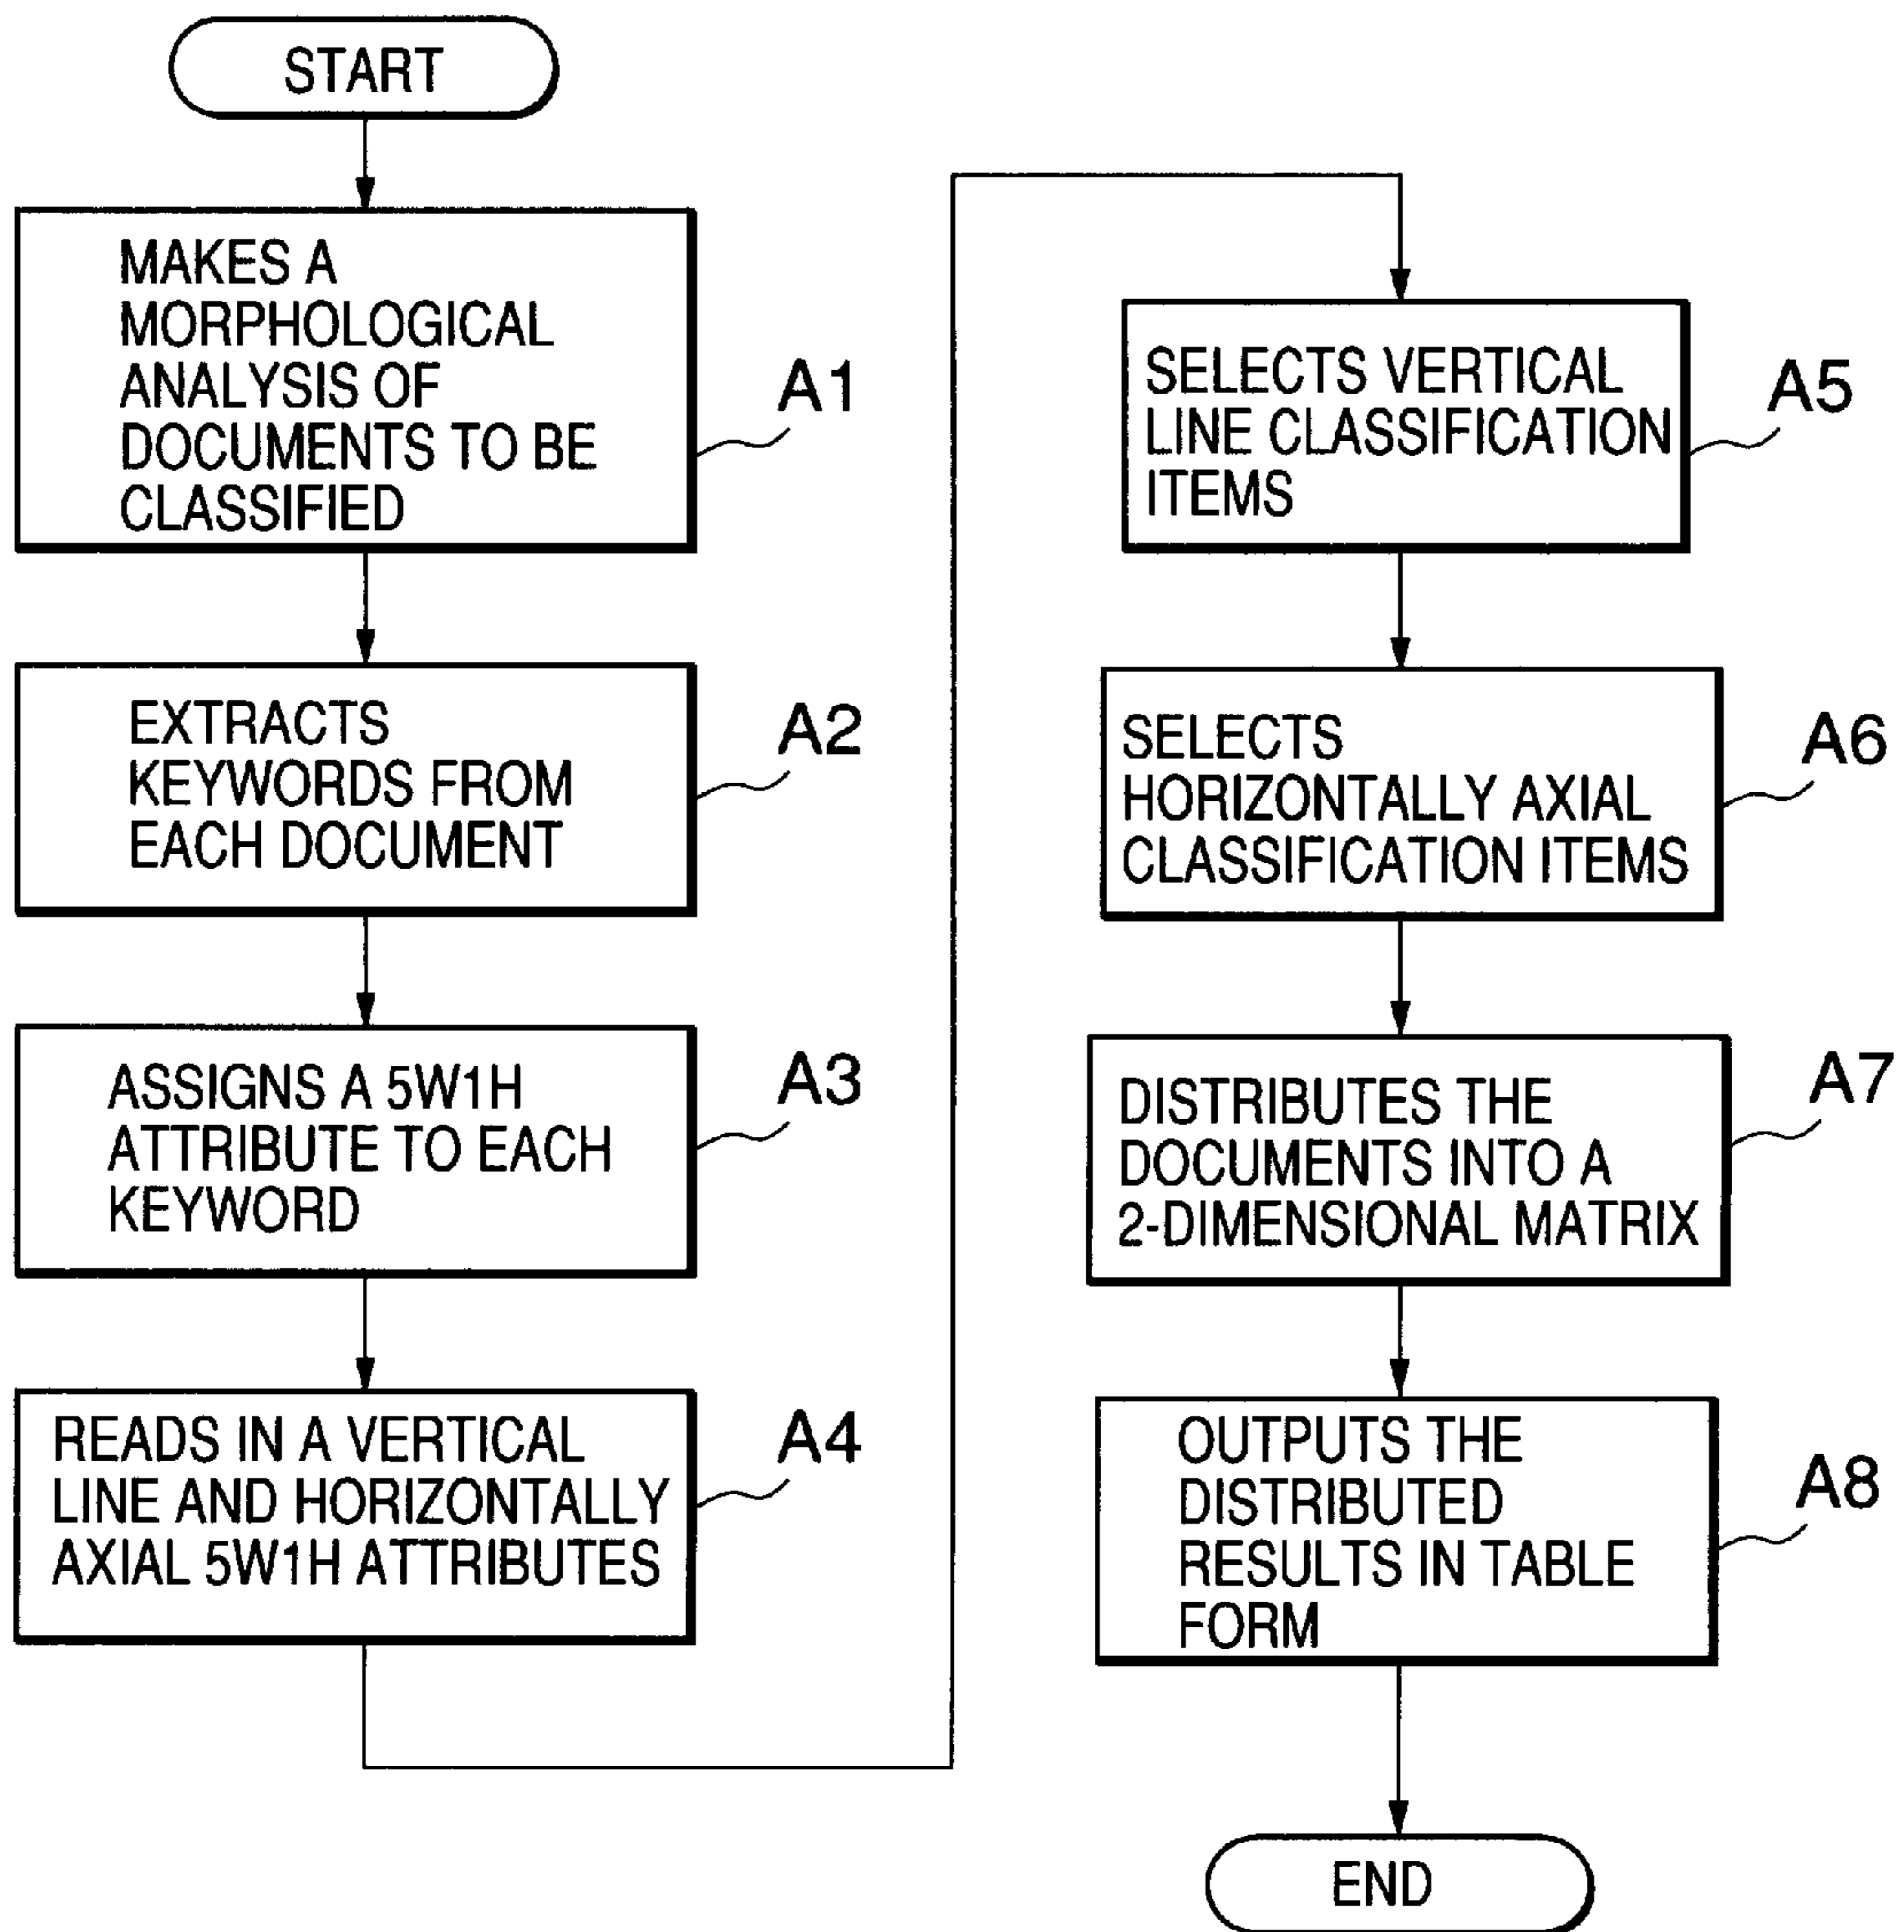 START
MAKES A
MORPHOLOGICAL
ANALYSIS OF
DOCUMENTS TO BE
CLASSIFIED
A1
EXTRACTS
KEYWORDS FROM
EACH DOCUMENT
A2
ASSIGNS A 5W1H
ATTRIBUTE TO EACH
KEYWORD
A3
READS IN A VERTICAL
LINE AND HORIZONTALLY
AXIAL 5W1H ATTRIBUTES
A4
SELECTS VERTICAL
LINE CLASSIFICATION
ITEMS
A5
SELECTS
HORIZONTALLY AXIAL
CLASSIFICATION ITEMS
A6
DISTRIBUTES THE
DOCUMENTS INTO A
2-DIMENSIONAL MATRIX
A7
OUTPUTS THE
DISTRIBUTED
RESULTS IN TABLE
FORM
A8
END